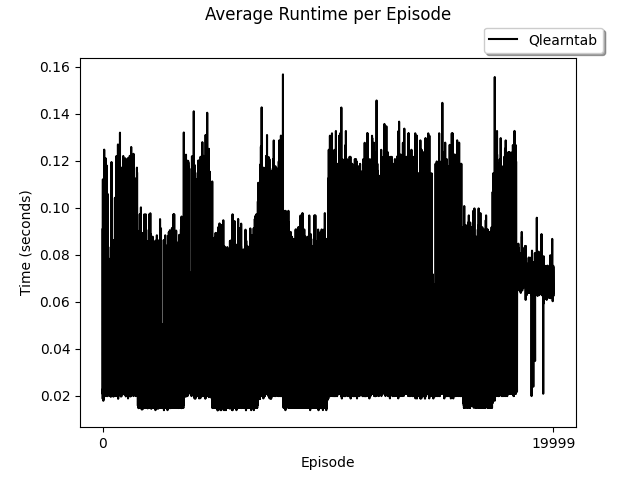 Average Runtime per Episode
Qlearntab
0.16
0.14
0.12
0.10
0.08
0.06
0.04
0.02
Time (seconds)
0
19999
Episode